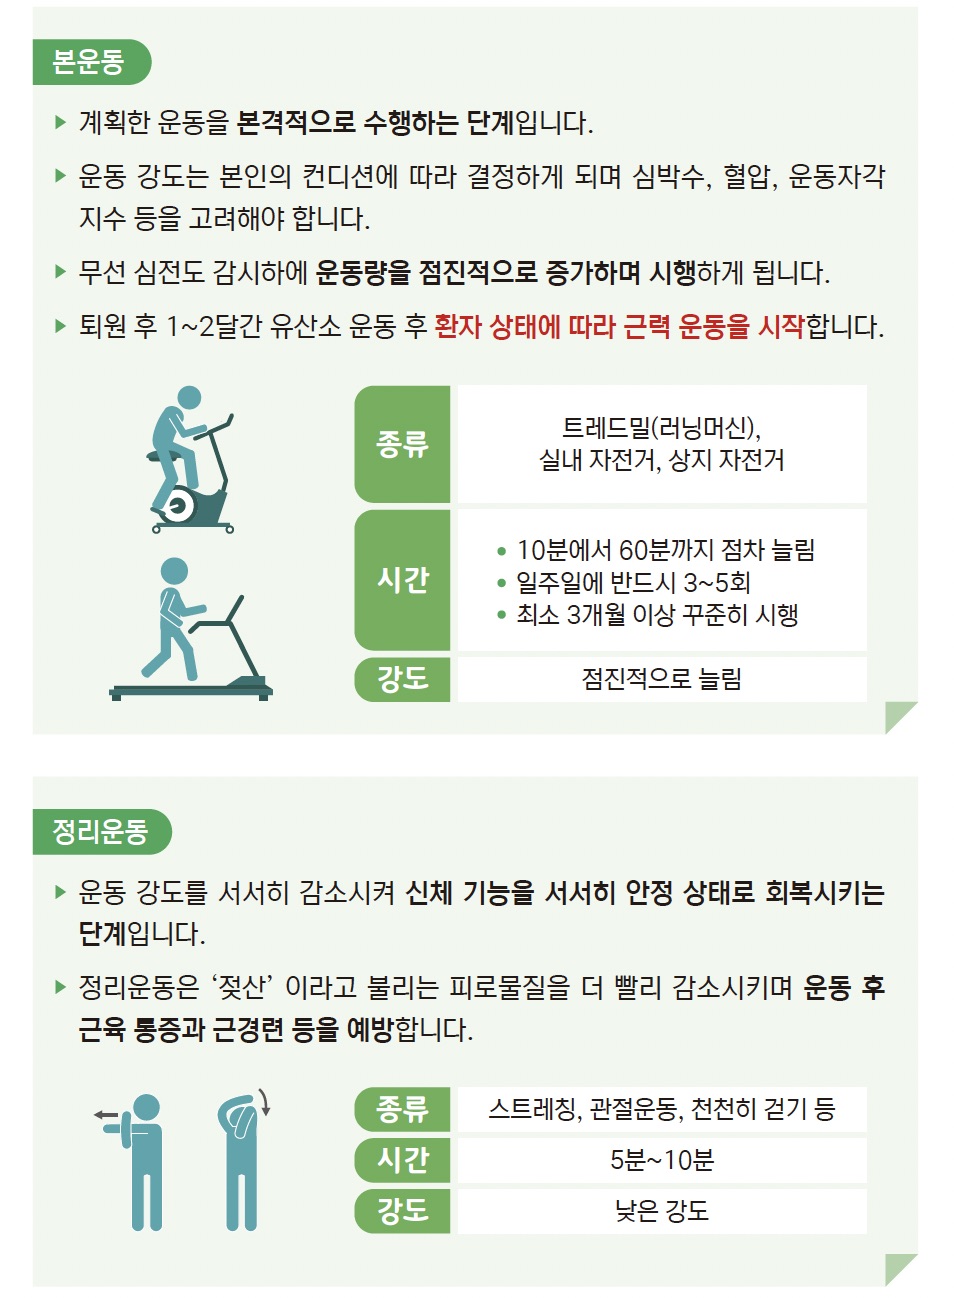 본운동
계획한 운동을 본격적으로 수행하는 단계입니다.
운동 강도는 본인의 컨디션에 따라 결정하게 되며 심박수, 혈압, 운동자각
지수 등을 고려해야 합니다.
무선 심전도 감시하에 운동량을 점진적으로 증가하며 시행하게 됩니다.
퇴원 후 1~2달간 유산소 운동 후 환자 상태에 따라 근력 운동을 시작합니다.
종류
트레드밀(러닝머신),
실내 자전거, 상지 자전거
시간
• 10분에서 60분까지 점차 늘림
• 일주일에 반드시 3~5회
• 최소 3개월 이상 꾸준히 시행
강도
점진적으로 늘림
정리운동
운동 강도를 서서히 감소시켜 신체 기능을 서서히 안정 상태로 회복시키는
단계입니다.
정리운동은 ‘젖산’ 이라고 불리는 피로물질을 더 빨리 감소시키며 운동 후
근육 통증과 근경련 등을 예방합니다.
종류
스트레칭, 관절운동, 천천히 걷기 등
시간
5분~10분
강도
낮은 강도